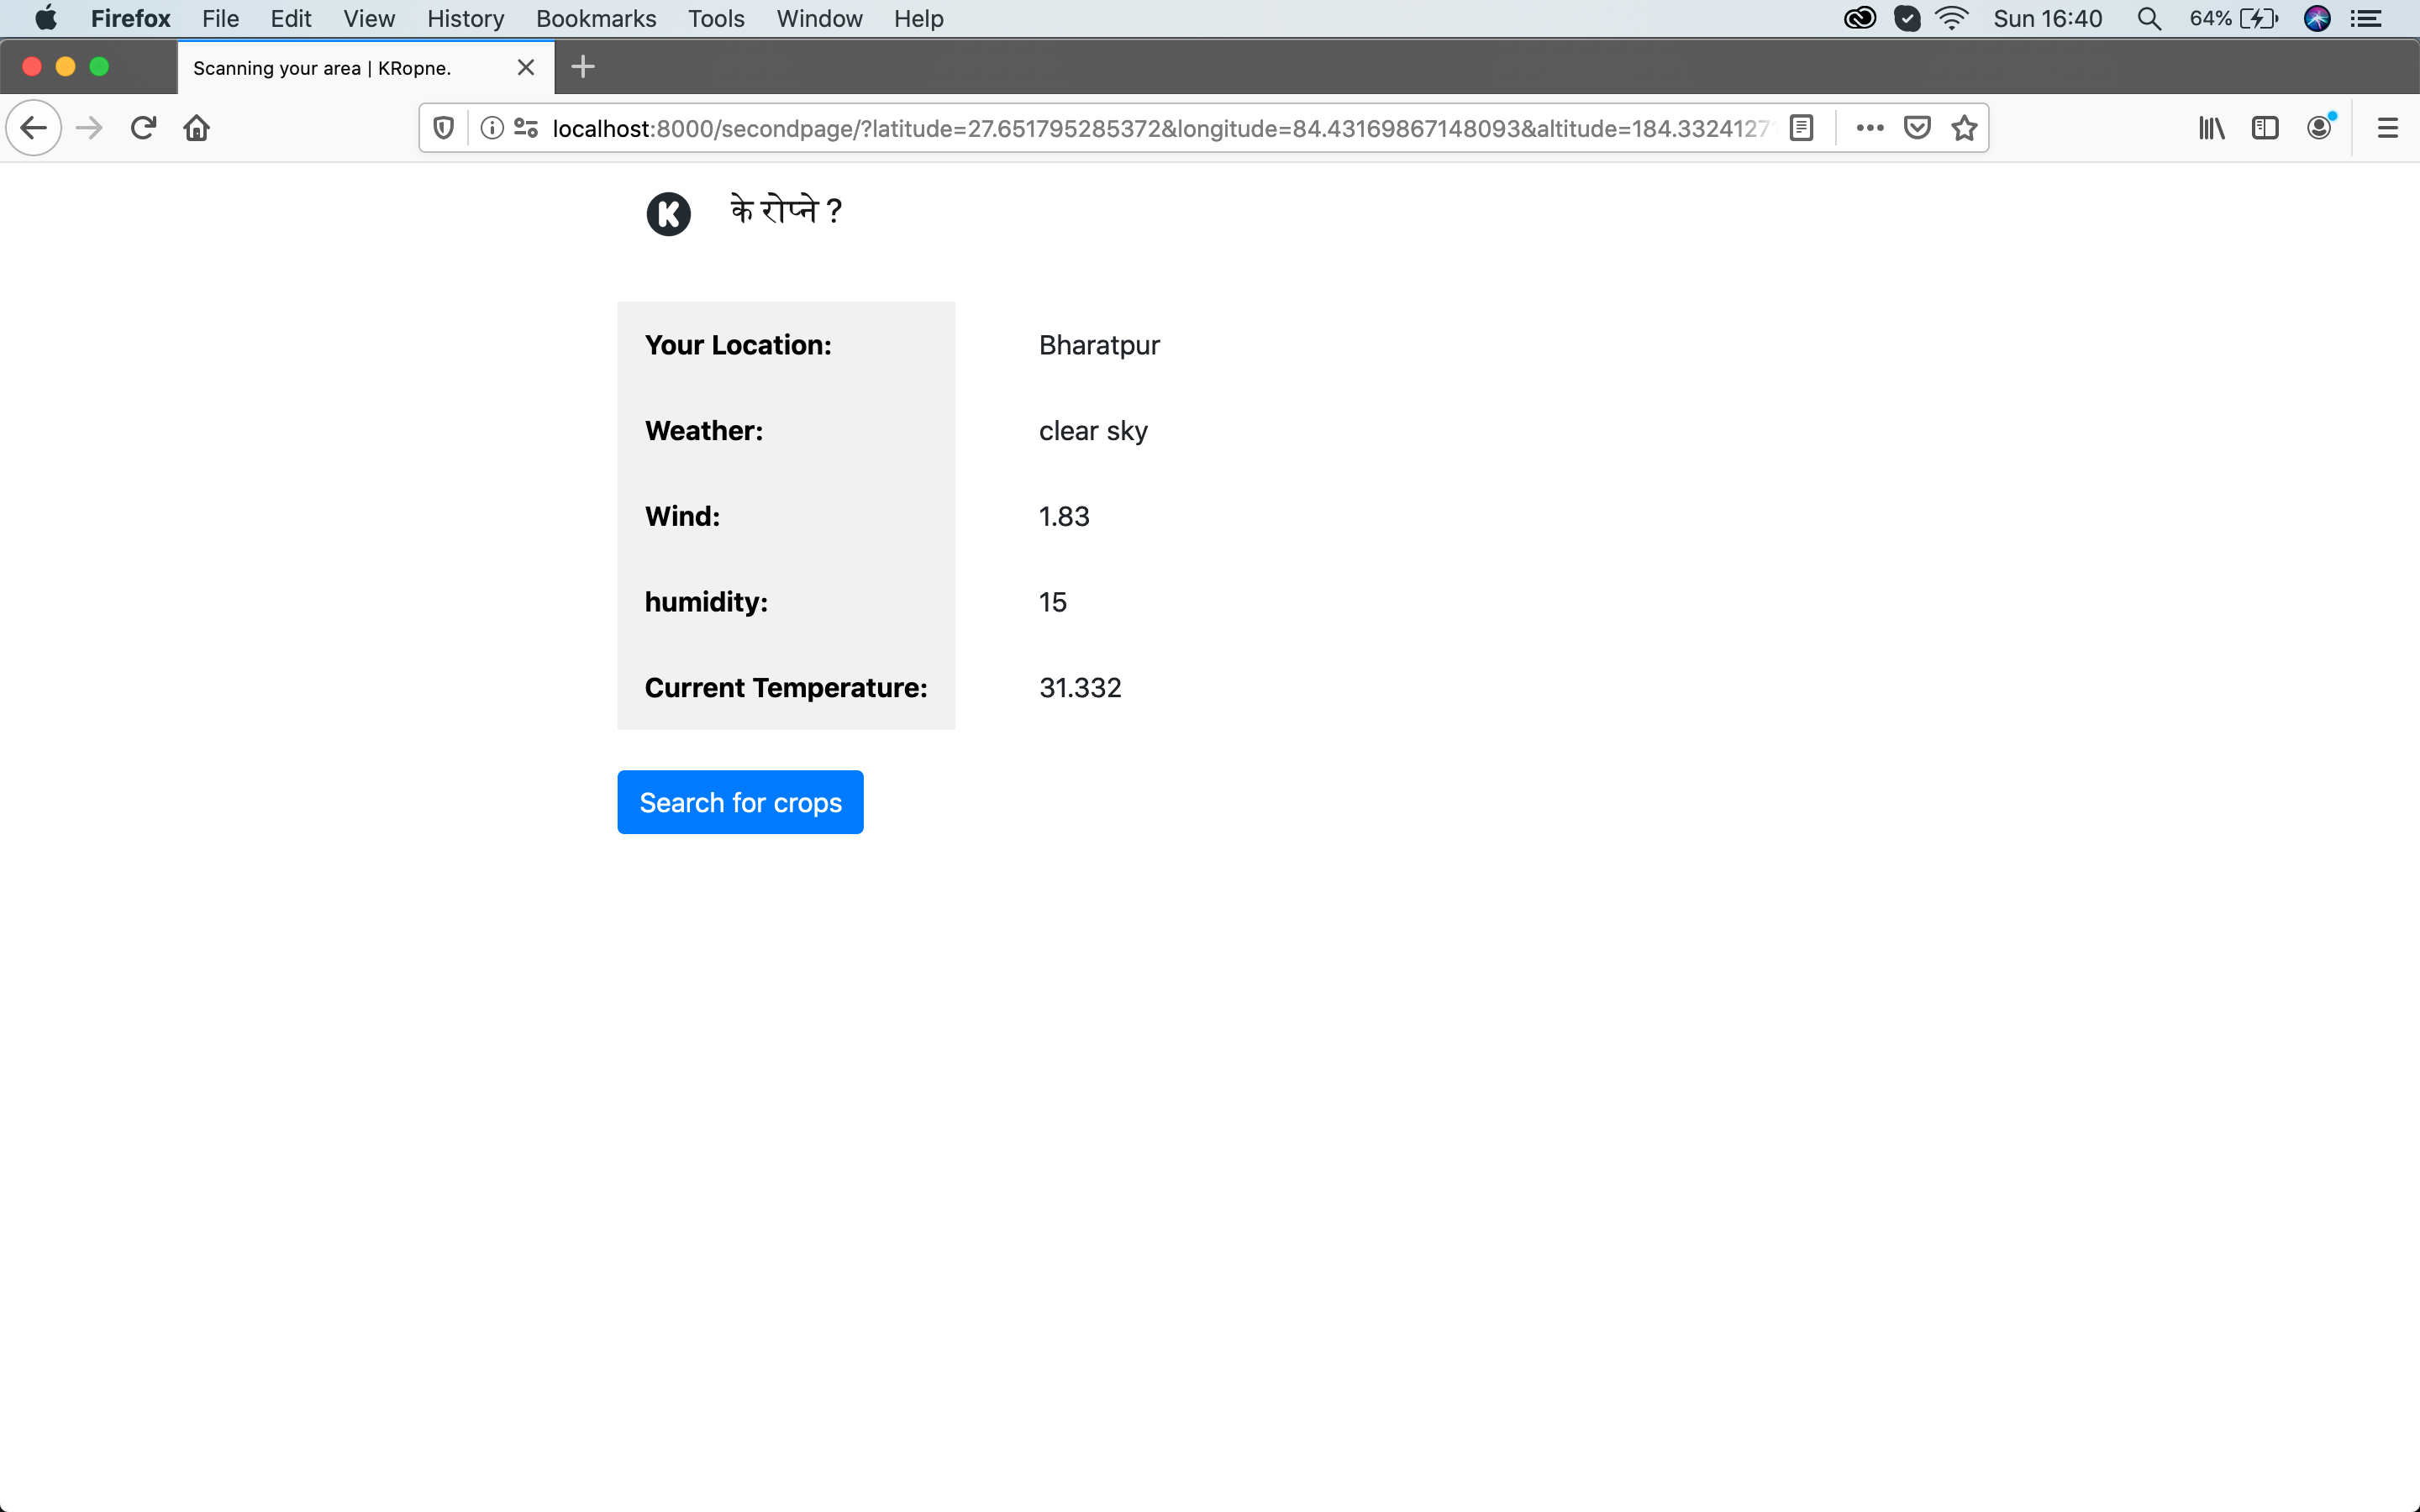 Firefox File Edit View History Bookmarks Tools Window Help Sun 16:40 64%
Scanning your area | KRopne.
localhost:8000/secondpage/?latitude=27.651795285372&longitude=84.43169867148093&altitude=184.3324127
K के रोप्ने ?
Your Location: Bharatpur
Weather: clear sky
Wind: 1.83
humidity: 15
Current Temperature: 31.332
Search for crops